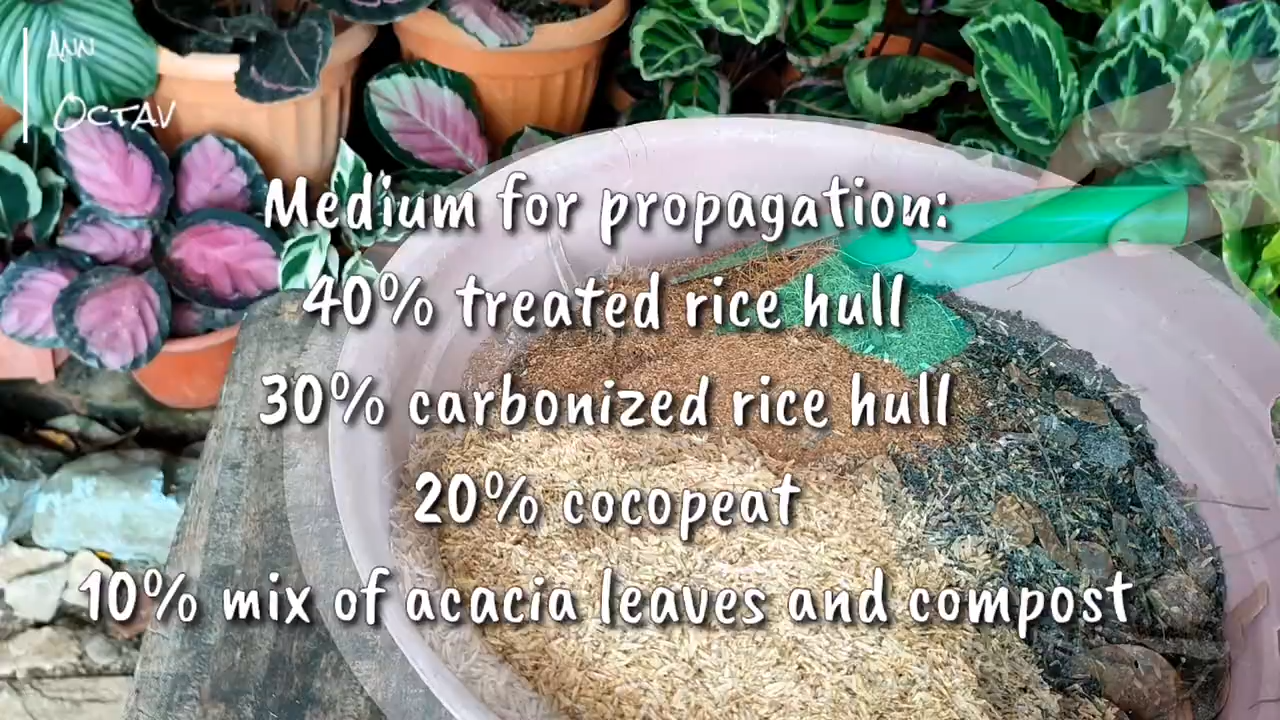 Ann
Octav
Medium for propagation:
40% treated rice hull
30% carbonized rice hull
20% cocopeat
10% mix of acacia leaves and compost